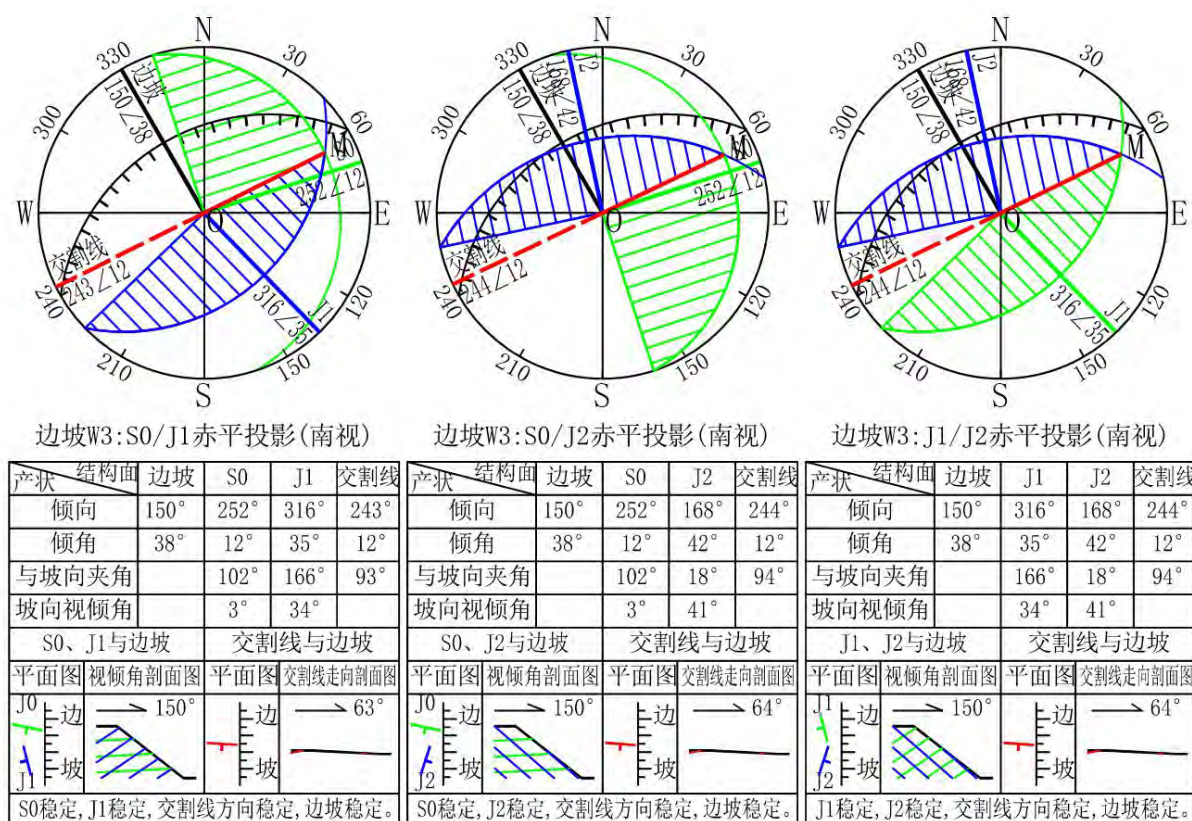 N
30
60
E
120
150
S
210
240
W
300
330
边坡
150∠38
M
S0
252∠12
O
交割线
243∠12
316∠35
J1
N
30
60
E
120
150
S
210
240
W
300
330
J2
168∠42
边坡
150∠38
M
S0
252∠12
O
交割线
244∠12
N
30
60
E
120
150
S
210
240
W
300
330
J2
168∠42
边坡
150∠38
M
O
交割线
244∠12
316∠35
J1
边坡W3:S0/J1赤平投影(南视)
产状 结构面 边坡 S0 J1 交割线
倾向 150° 252° 316° 243°
倾角 38° 12° 35° 12°
与坡向夹角 102° 166° 93°
坡向视倾角 3° 34°
S0、J1与边坡 交割线与边坡
平面图 视倾角剖面图 平面图 交割线走向剖面图
J0 边 150° 边 63°
J1 坡 坡
S0稳定,J1稳定,交割线方向稳定,边坡稳定。
边坡W3:S0/J2赤平投影(南视)
产状 结构面 边坡 S0 J2 交割线
倾向 150° 252° 168° 244°
倾角 38° 12° 42° 12°
与坡向夹角 102° 18° 94°
坡向视倾角 3° 41°
S0、J2与边坡 交割线与边坡
平面图 视倾角剖面图 平面图 交割线走向剖面图
J0 边 150° 边 64°
J2 坡 坡
S0稳定,J2稳定,交割线方向稳定,边坡稳定。
边坡W3:J1/J2赤平投影(南视)
产状 结构面 边坡 J1 J2 交割线
倾向 150° 316° 168° 244°
倾角 38° 35° 42° 12°
与坡向夹角 166° 18° 94°
坡向视倾角 34° 41°
J1、J2与边坡 交割线与边坡
平面图 视倾角剖面图 平面图 交割线走向剖面图
J1 边 150° 边 64°
J2 坡 坡
J1稳定,J2稳定,交割线方向稳定,边坡稳定。